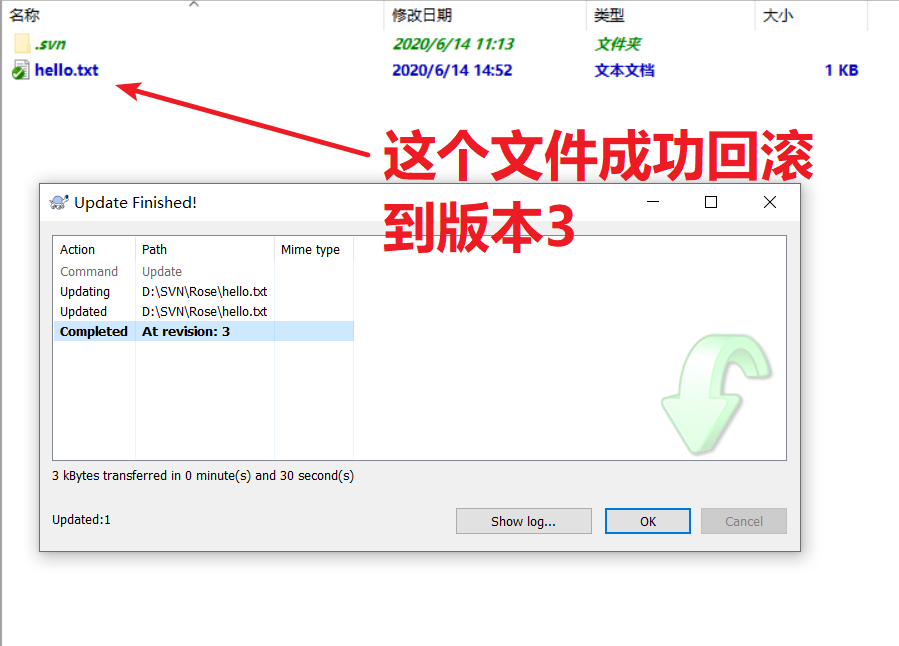 名称 修改日期 类型 大小
.svn 2020/6/14 11:13 文件夹
hello.txt 2020/6/14 14:52 文本文档 1 KB
这个文件成功回滚
到版本3
Update Finished!
Action Path Mime type
Command Update
Updating D:\SVN\Rose\hello.txt
Updated D:\SVN\Rose\hello.txt
Completed At revision: 3
3 kBytes transferred in 0 minute(s) and 30 second(s)
Updated:1
Show log... OK Cancel